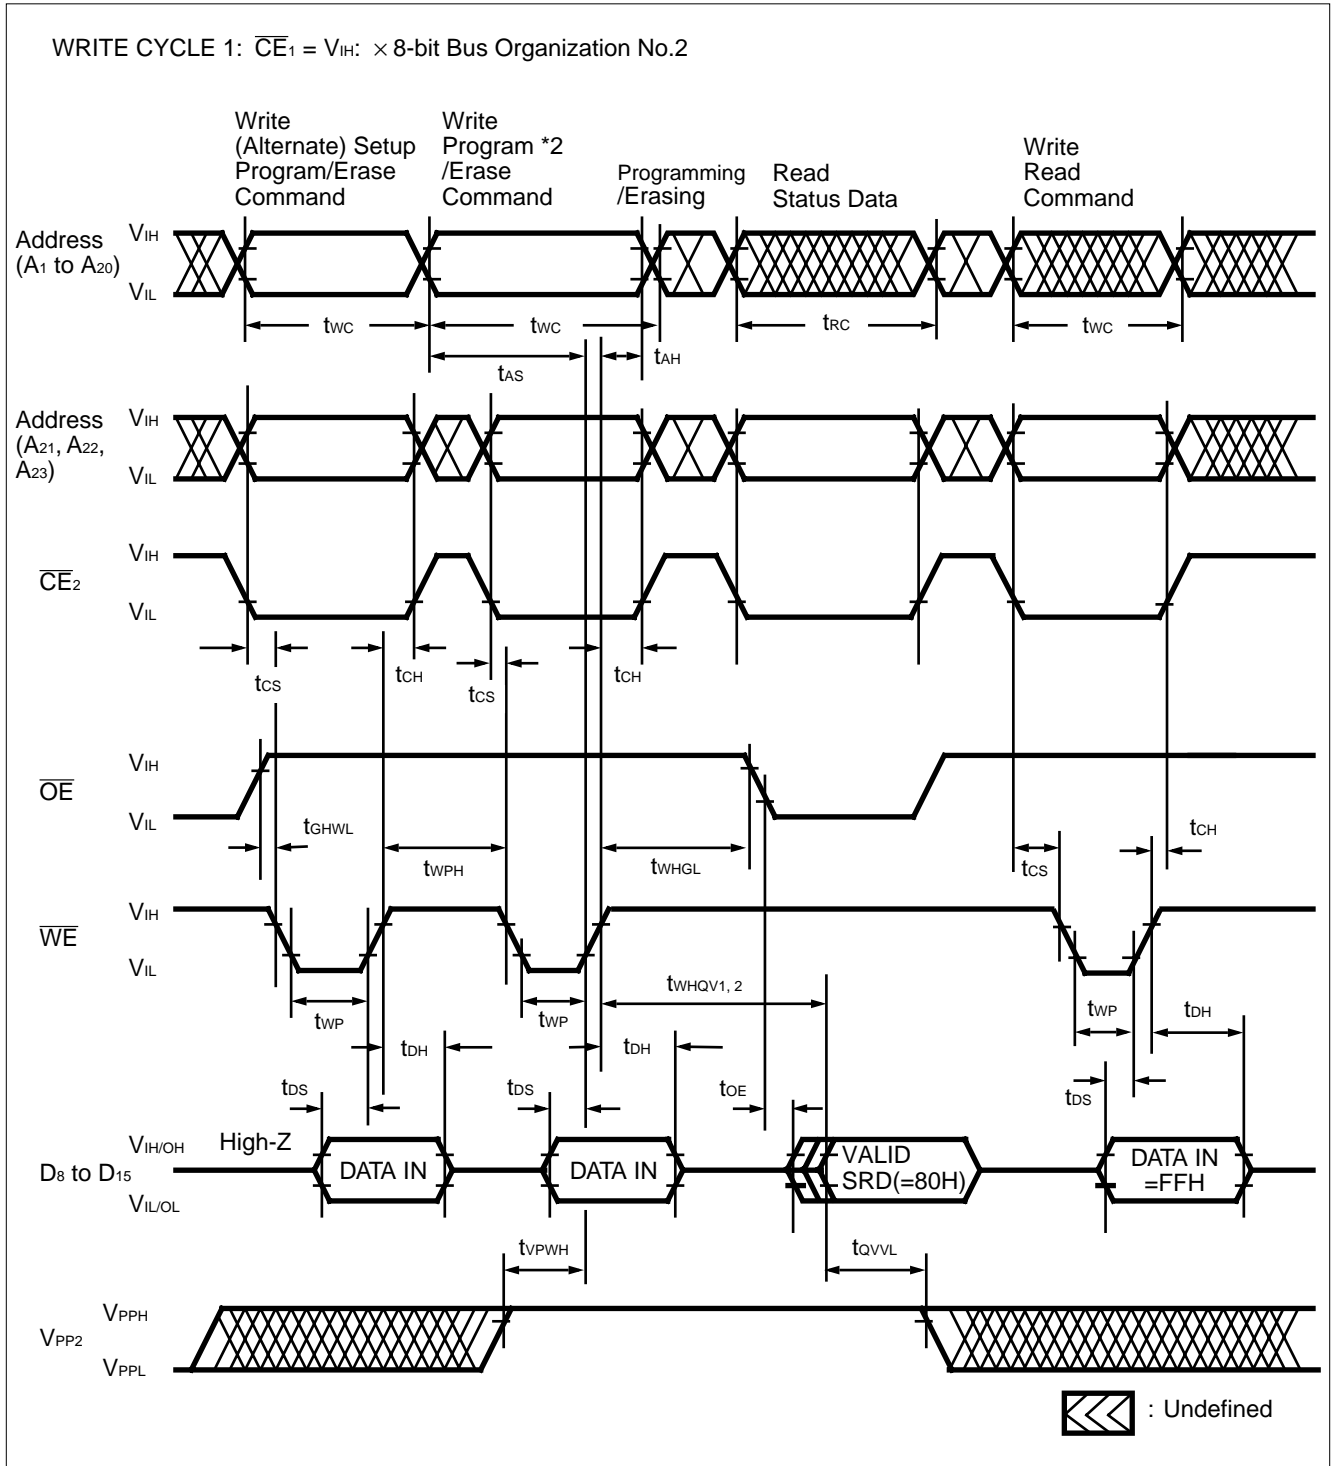 WRITE CYCLE 1: CE1 = VIH: × 8-bit Bus Organization No.2
Write
(Alternate) Setup
Program/Erase
Command
Write
Program *2
/Erase
Command
Programming
/Erasing
Read
Status Data
Write
Read
Command
Address
(A1 to A20)
VIH
VIL
tWC
tWC
tRC
tWC
tAS
tAH
Address
(A21, A22,
A23)
VIH
VIL
CE2
VIH
VIL
tCS
tCH
tCS
tCH
OE
VIH
VIL
tGHWL
tWPH
tWHGL
tCS
tCH
WE
VIH
VIL
tWP
tWP
tWHQV1, 2
tWP
tDH
tDH
tDH
tDS
tDS
tOE
tDS
D8 to D15
VIH/OH
VIL/OL
High-Z
DATA IN
DATA IN
VALID
SRD(=80H)
DATA IN
=FFH
tVPWH
tQVVL
VPP2
VPPH
VPPL
: Undefined